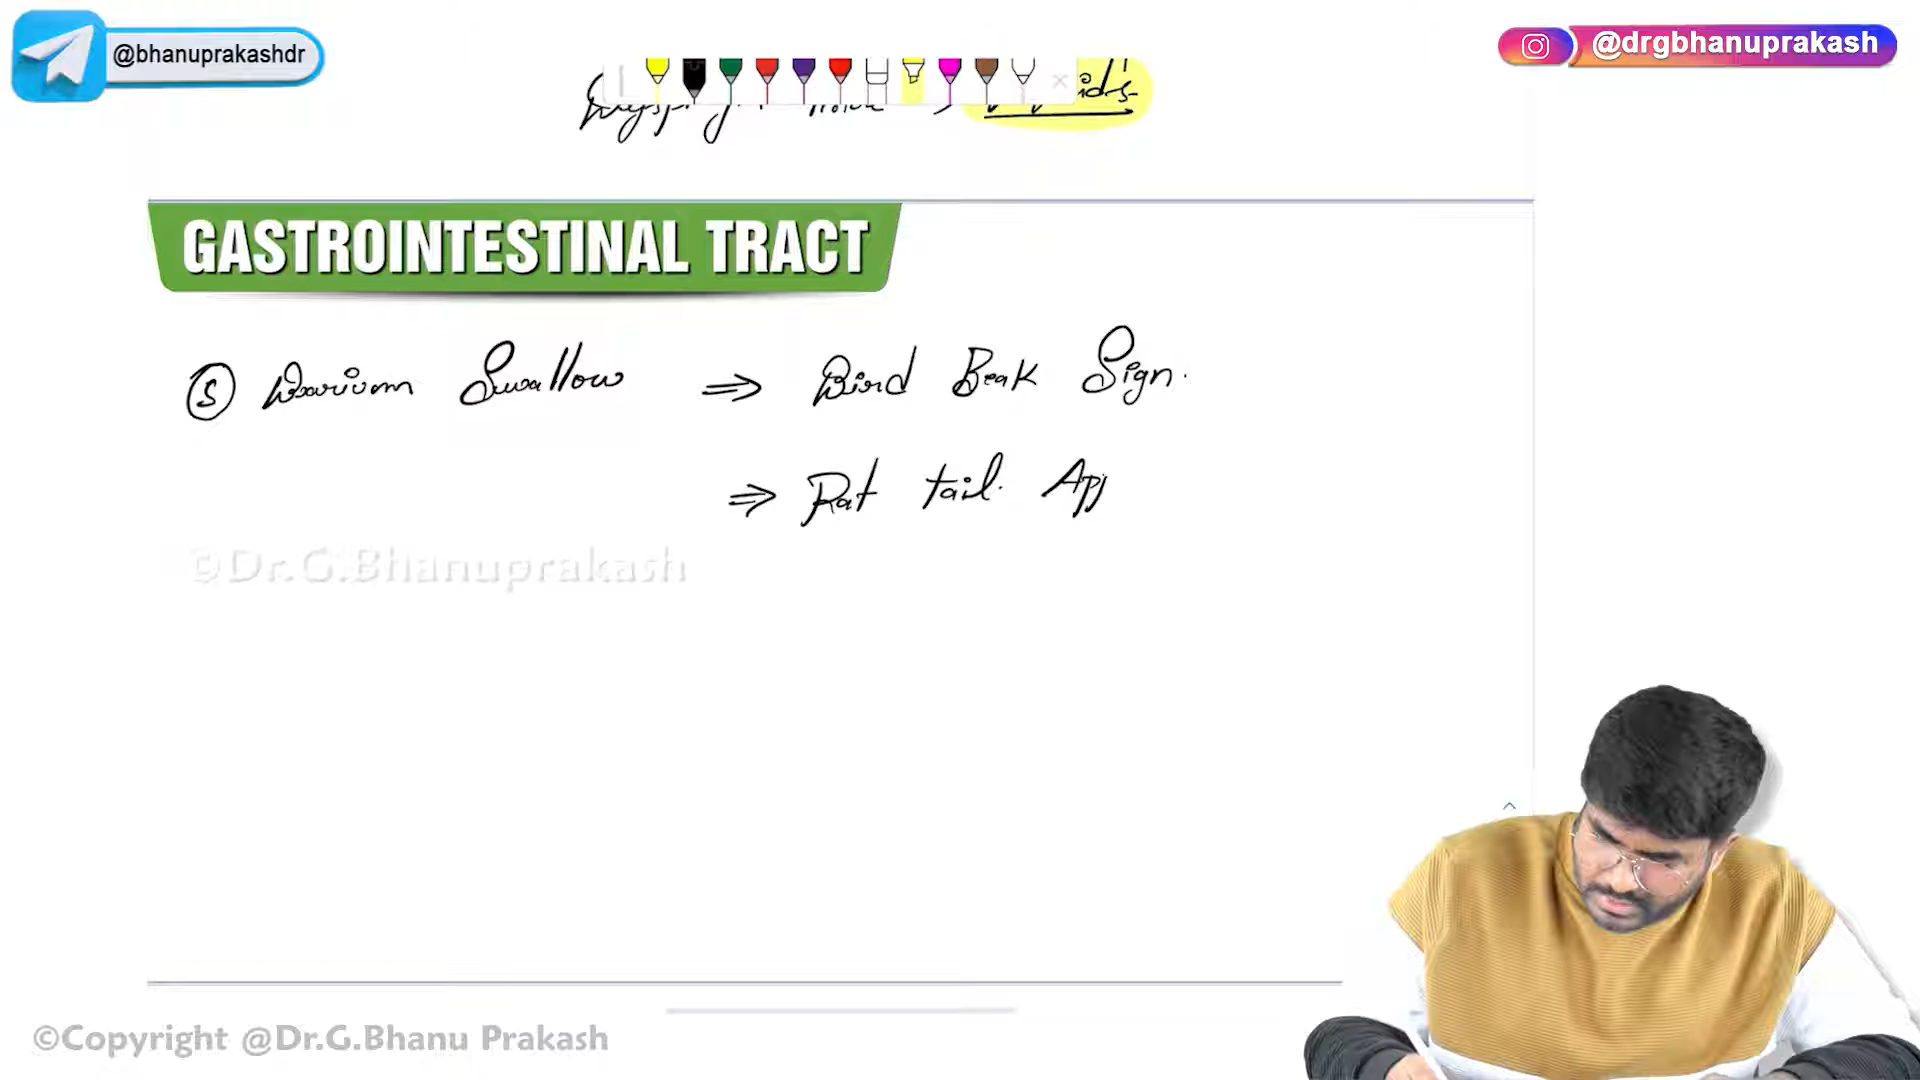 @bhanuprakashdr
@drgbhanuprakash
GASTROINTESTINAL TRACT
⑤ Barium Swallow ⇒ Bird Beak Sign.
⇒ Rat tail. App
©Dr.G.Bhanuprakash
©Copyright @Dr.G.Bhanu Prakash